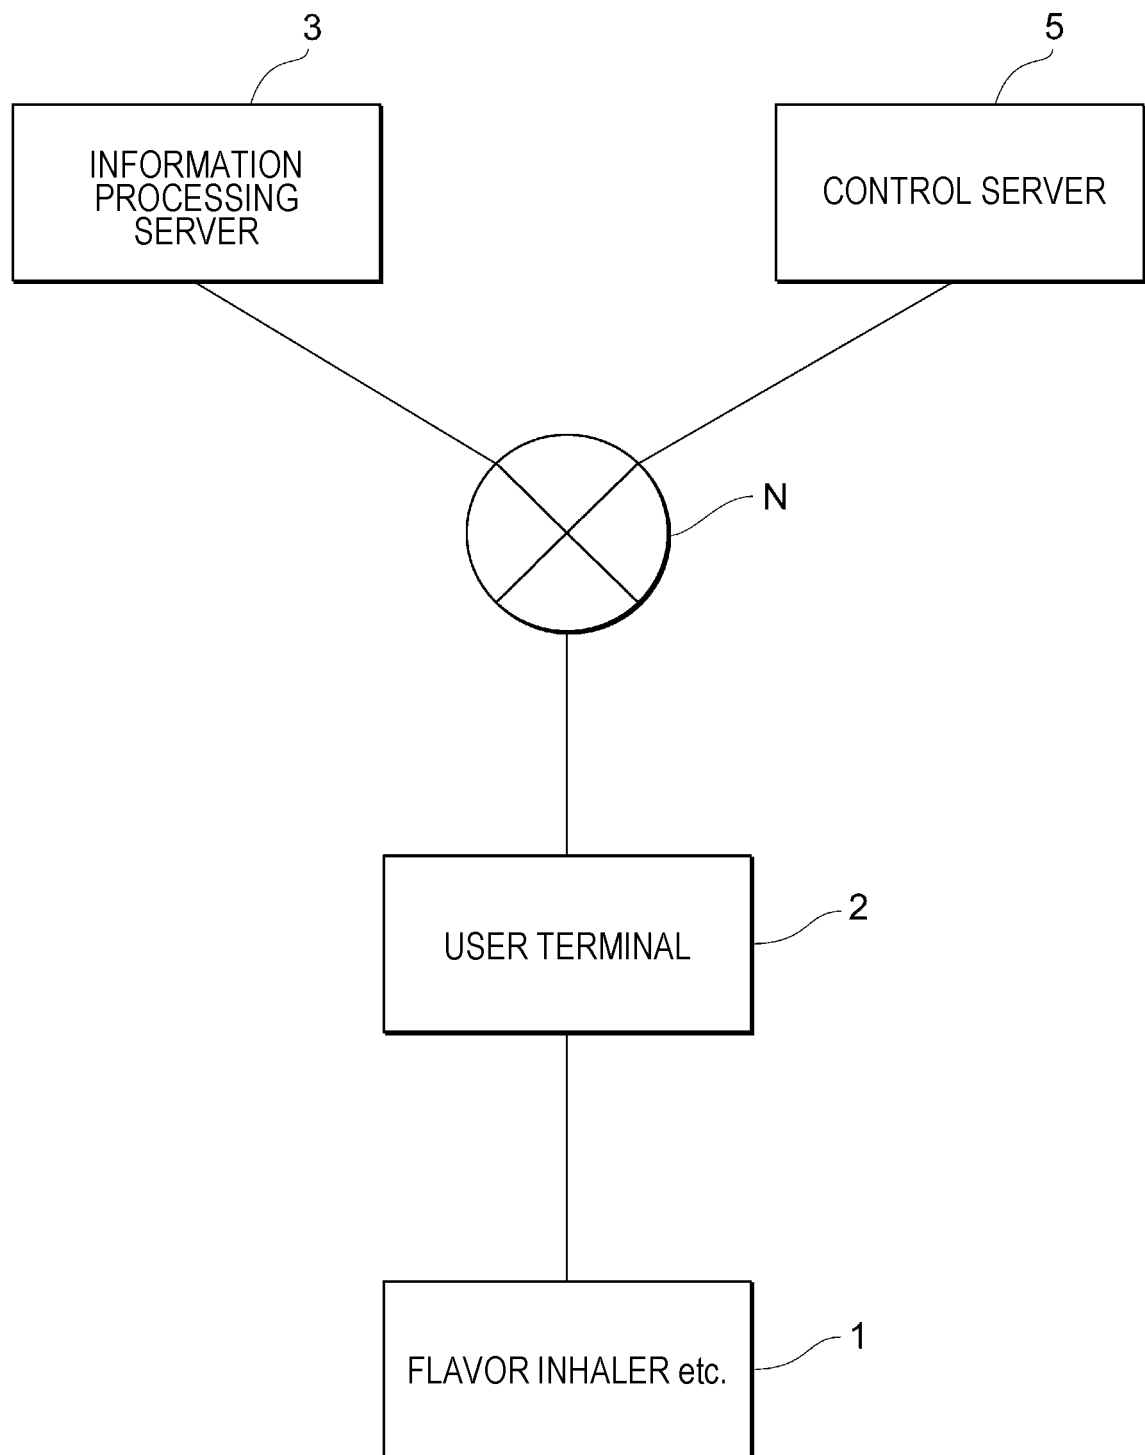 3
5
INFORMATION
PROCESSING
SERVER
CONTROL SERVER
N
USER TERMINAL
2
FLAVOR INHALER etc.
1